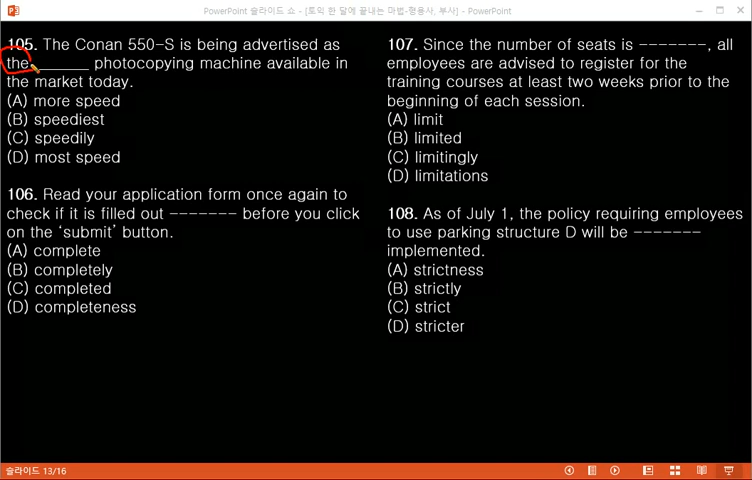 PowerPoint 슬라이드 쇼 - [토익 한 달에 끝내는 마법-형용사, 부사] - PowerPoint
105. The Conan 550-S is being advertised as
the ______ photocopying machine available in
the market today.
(A) more speed
(B) speediest
(C) speedily
(D) most speed
106. Read your application form once again to
check if it is filled out ------- before you click
on the ‘submit’ button.
(A) complete
(B) completely
(C) completed
(D) completeness
107. Since the number of seats is -------, all
employees are advised to register for the
training courses at least two weeks prior to the
beginning of each session.
(A) limit
(B) limited
(C) limitingly
(D) limitations
108. As of July 1, the policy requiring employees
to use parking structure D will be -------
implemented.
(A) strictness
(B) strictly
(C) strict
(D) stricter
슬라이드 13/16